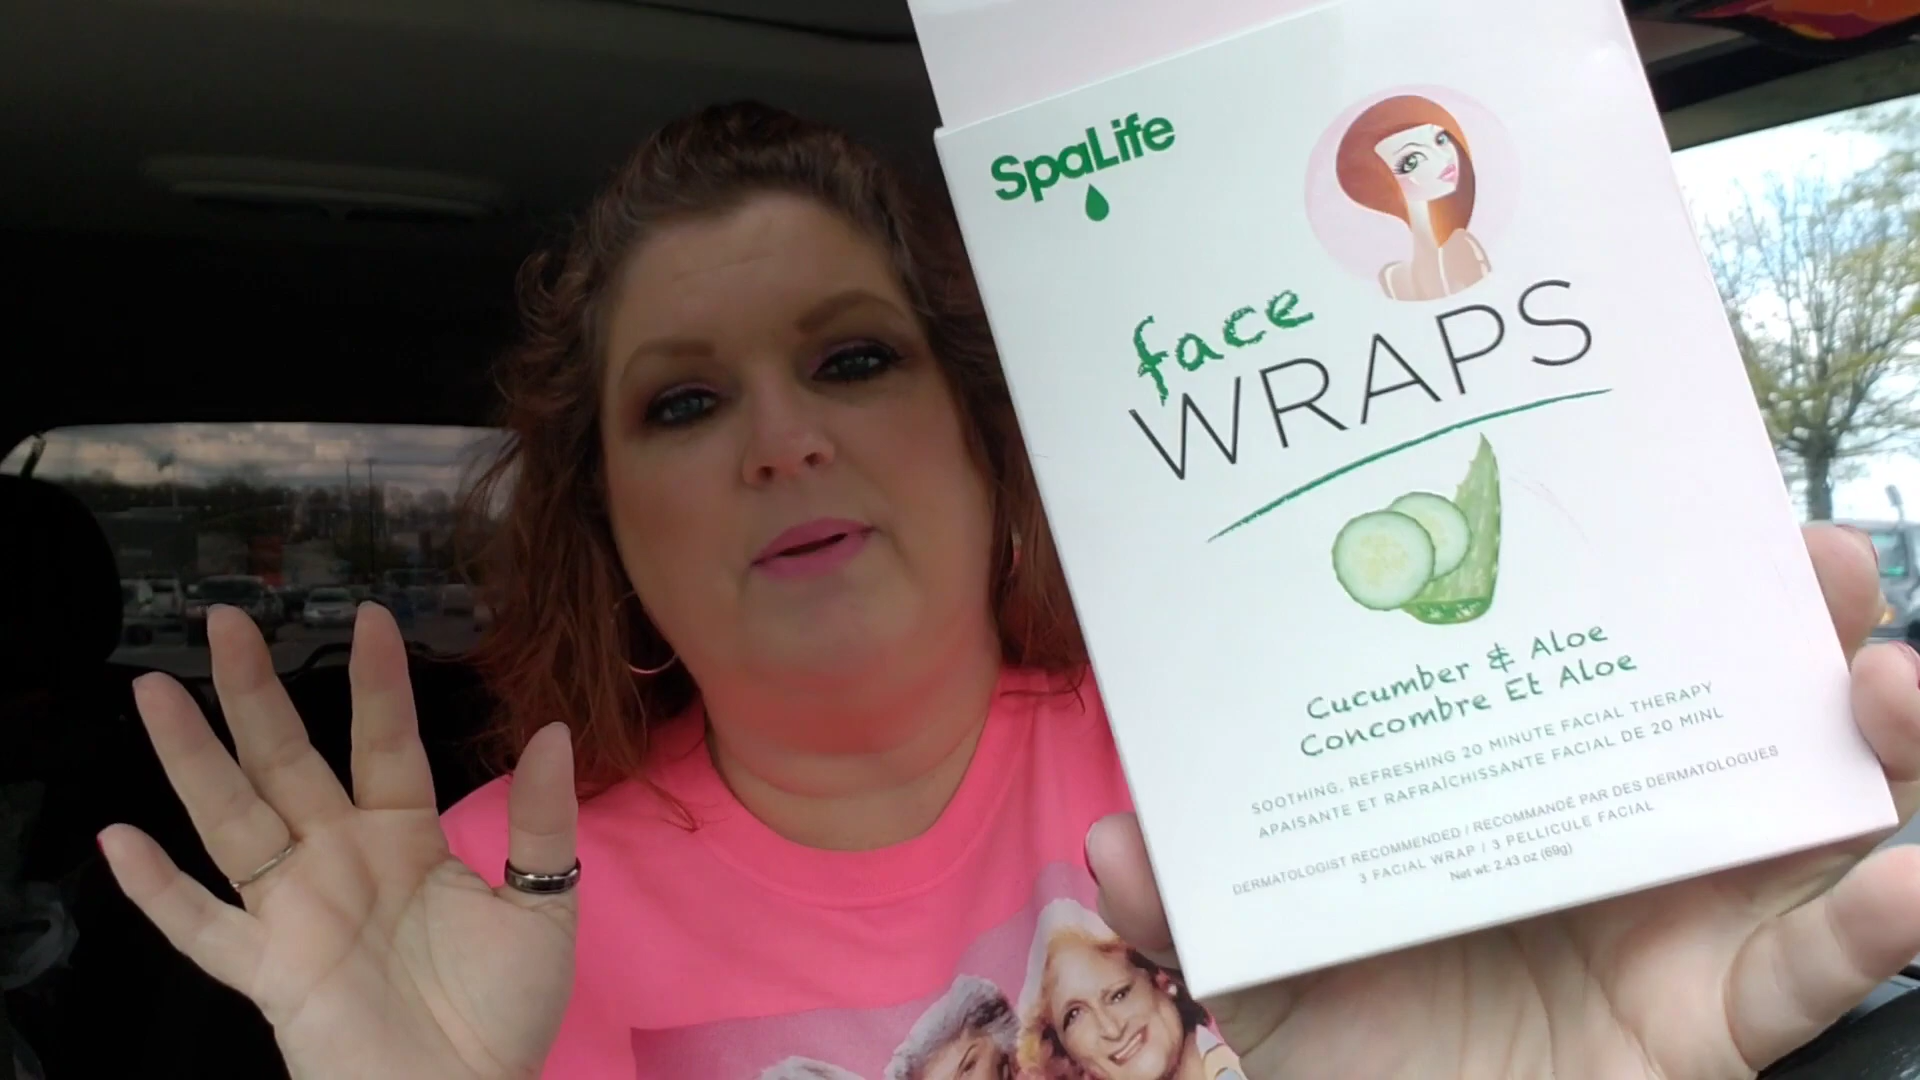 SpaLife
face
WRAPS
Cucumber & Aloe
Concombre Et Aloe
SOOTHING, REFRESHING 20 MINUTE FACIAL THERAPY
APAISANTE ET RAFRAÎCHISSANTE FACIAL DE 20 MINL
DERMATOLOGIST RECOMMENDED / RECOMMANDÉ PAR DES DERMATOLOGUES
3 FACIAL WRAP / 3 PELLICULE FACIAL
Net wt: 2.43 oz (69g)